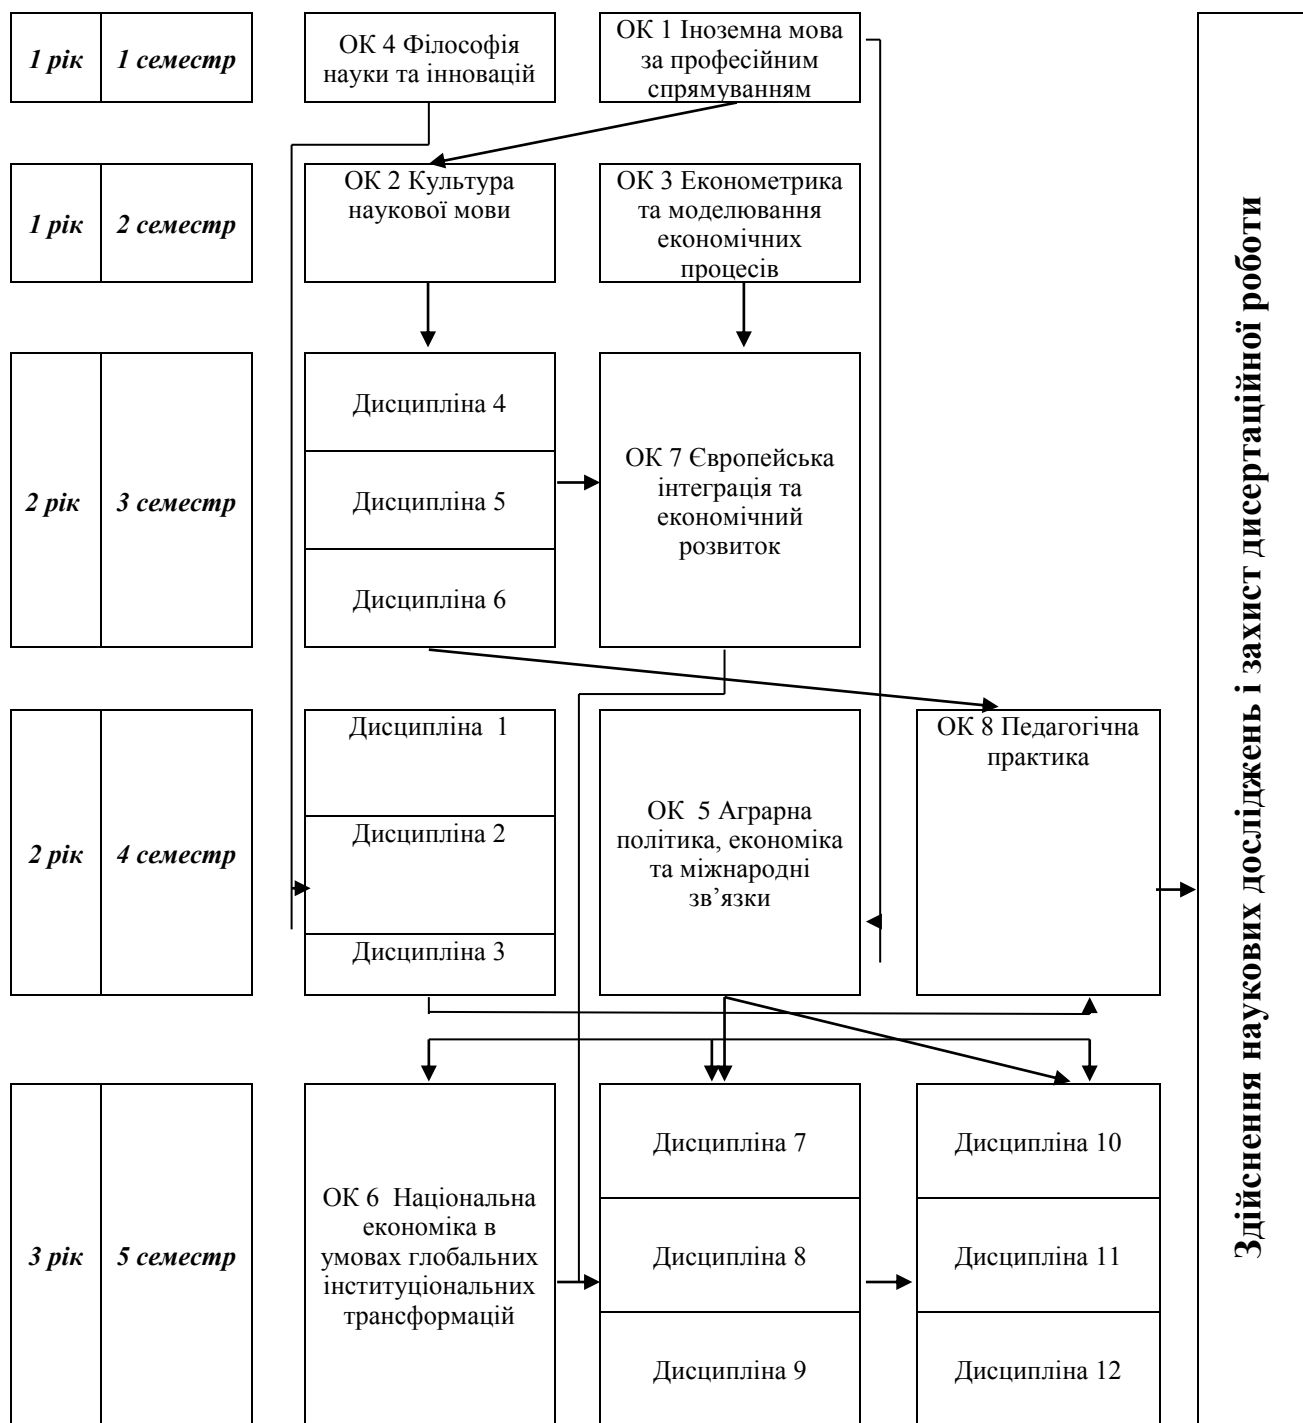 1 рік
1 семестр
ОК 4 Філософія
науки та інновацій
ОК 1 Іноземна мова
за професійним
спрямуванням
1 рік
2 семестр
ОК 2 Культура
наукової мови
ОК 3 Економетрика
та моделювання
економічних
процесів
2 рік
3 семестр
Дисципліна 4
Дисципліна 5
Дисципліна 6
ОК 7 Європейська
інтеграція та
економічний
розвиток
2 рік
4 семестр
Дисципліна 1
Дисципліна 2
Дисципліна 3
ОК 5 Аграрна
політика, економіка
та міжнародні
зв’язки
ОК 8 Педагогічна
практика
3 рік
5 семестр
ОК 6 Національна
економіка в
умовах глобальних
інституціональних
трансформацій
Дисципліна 7
Дисципліна 8
Дисципліна 9
Дисципліна 10
Дисципліна 11
Дисципліна 12
Здійснення наукових досліджень і захист дисертаційної роботи